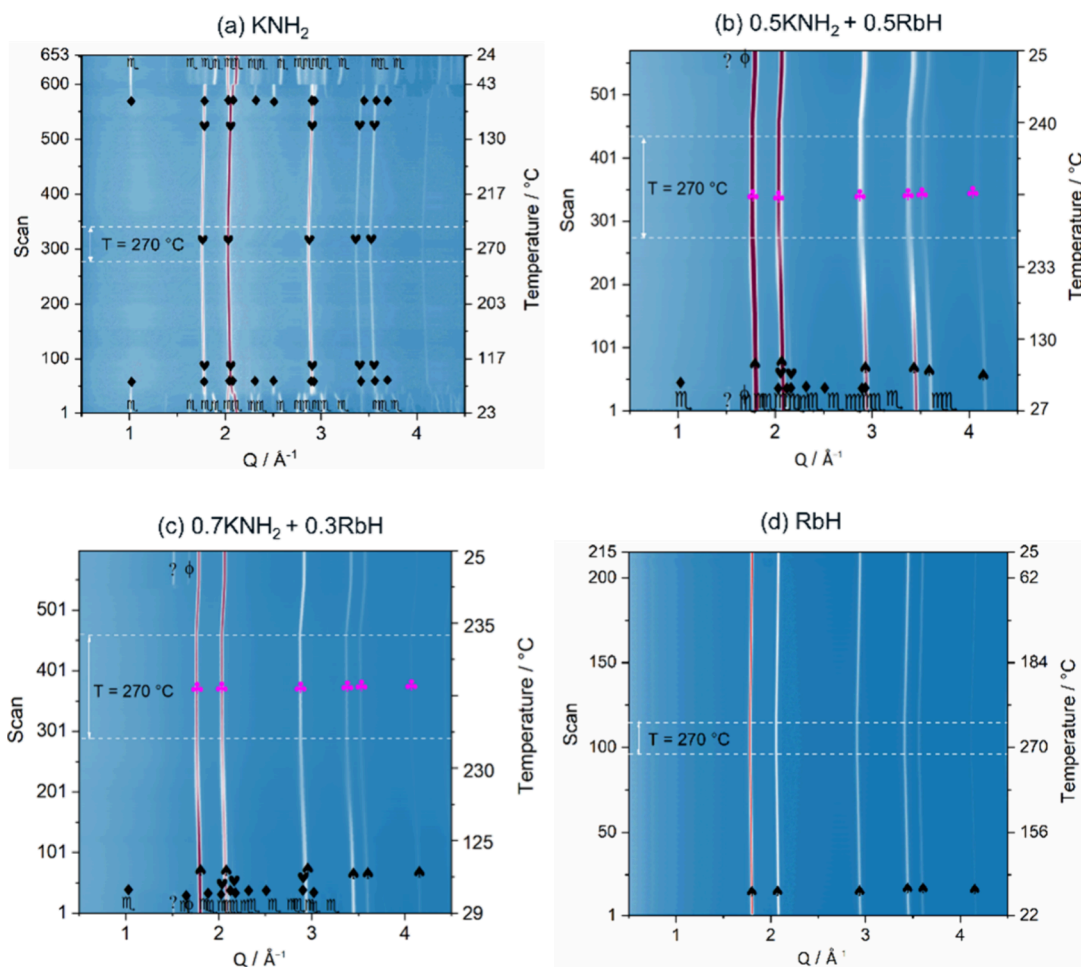 (a) KNH₂
653
600
500
400
300
200
100
1
Scan
T = 270 °C
24
43
130
217
270
203
117
23
Temperature / °C
1 2 3 4
Q / Å⁻¹
(b) 0.5KNH₂ + 0.5RbH
501
401
301
201
101
1
Scan
? ϕ
T = 270 °C
? ϕ
25
240
233
130
27
Temperature / °C
1 2 3 4
Q / Å⁻¹
(c) 0.7KNH₂ + 0.3RbH
501
401
301
201
101
1
Scan
? ϕ
T = 270 °C
? ϕ
25
235
230
125
29
Temperature / °C
1 2 3 4
Q / Å⁻¹
(d) RbH
215
200
150
100
50
1
Scan
T = 270 °C
25
62
184
270
156
22
Temperature / °C
1 2 3 4
Q / Å⁻¹